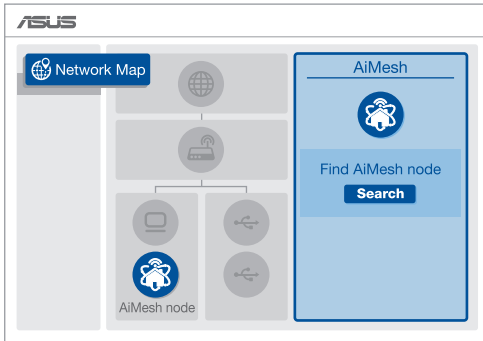 ASUS
Network Map
AiMesh
Find AiMesh node
Search
AiMesh node